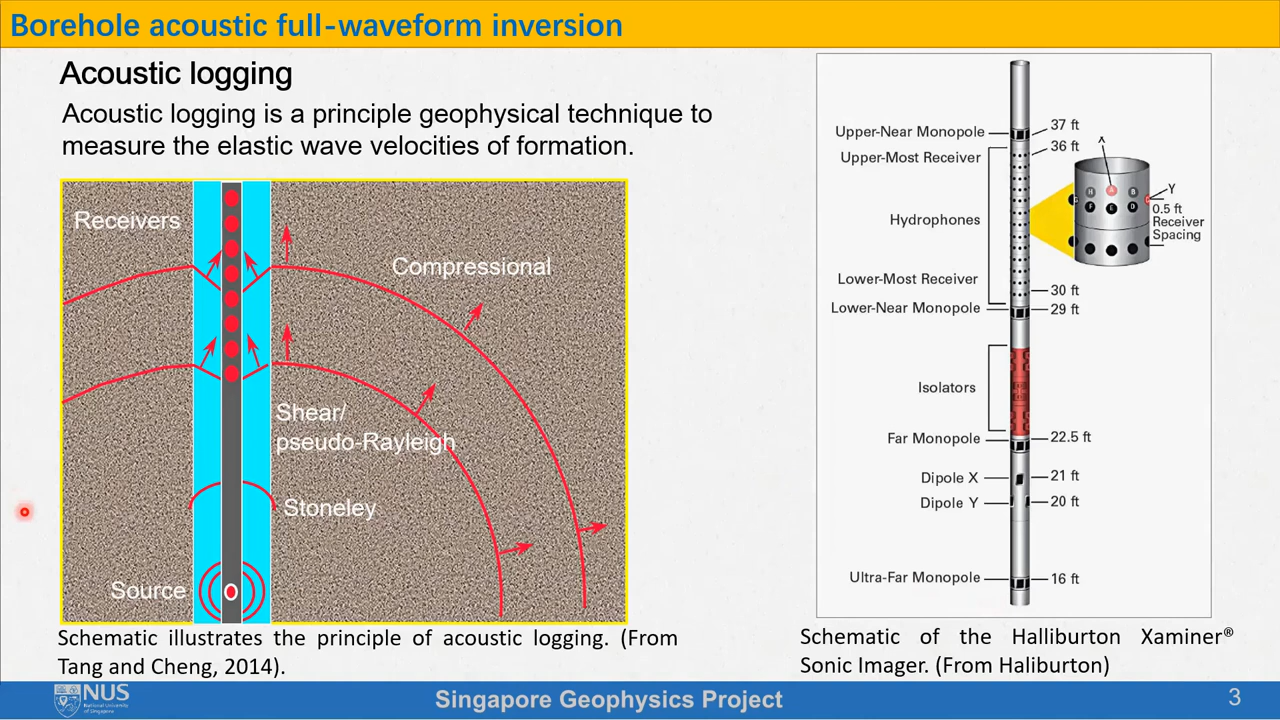 Borehole acoustic full-waveform inversion
Acoustic logging
Acoustic logging is a principle geophysical technique to
measure the elastic wave velocities of formation.
Receivers
Compressional
Shear/
pseudo-Rayleigh
Stoneley
Source
Schematic illustrates the principle of acoustic logging. (From
Tang and Cheng, 2014).
Upper-Near Monopole
37 ft
Upper-Most Receiver
36 ft
Hydrophones
Lower-Most Receiver
30 ft
Lower-Near Monopole
29 ft
Isolators
Far Monopole
22.5 ft
Dipole X
21 ft
Dipole Y
20 ft
Ultra-Far Monopole
16 ft
X
Y
H
A
B
F
E
D
0.5 ft
Receiver
Spacing
Schematic of the Halliburton Xaminer®
Sonic Imager. (From Haliburton)
NUS
National University
of Singapore
Singapore Geophysics Project
3